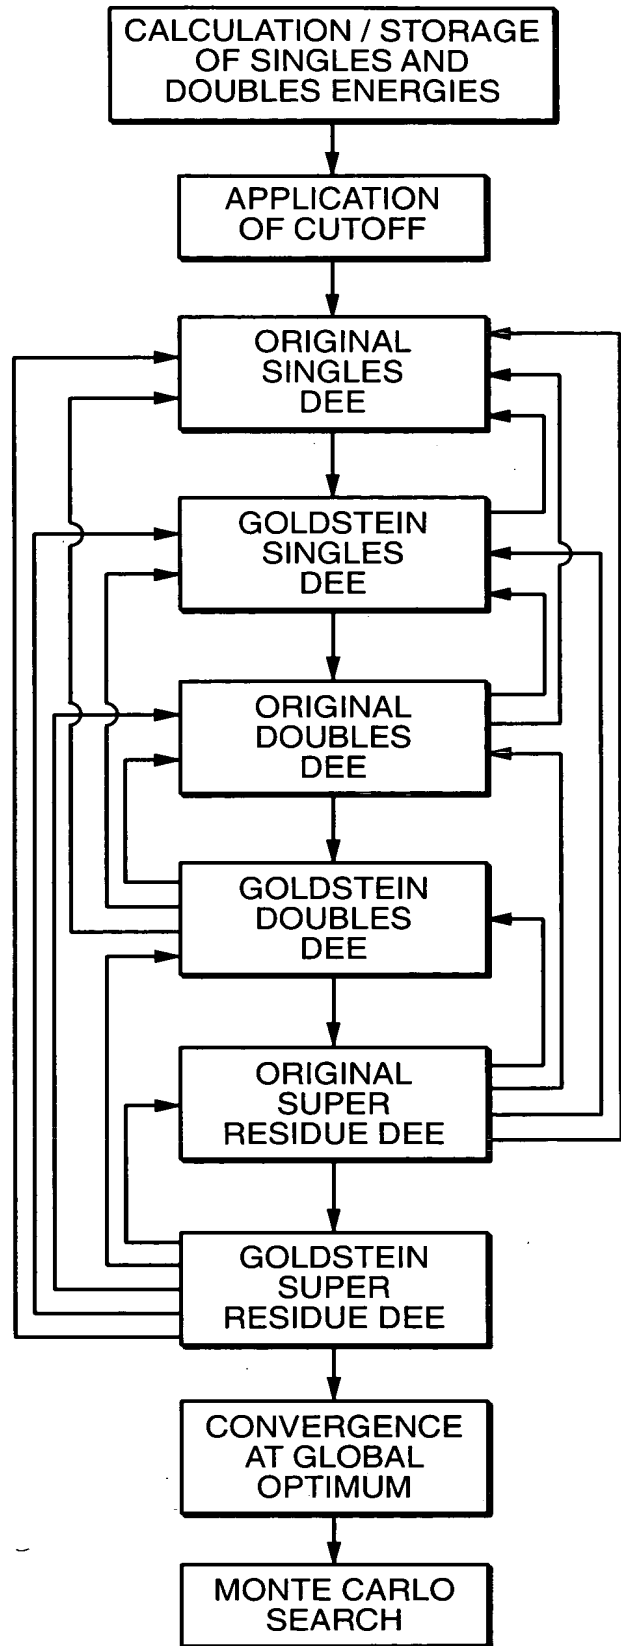 CALCULATION / STORAGE
OF SINGLES AND
DOUBLES ENERGIES
APPLICATION
OF CUTOFF
ORIGINAL
SINGLES
DEE
GOLDSTEIN
SINGLES
DEE
ORIGINAL
DOUBLES
DEE
GOLDSTEIN
DOUBLES
DEE
ORIGINAL
SUPER
RESIDUE DEE
GOLDSTEIN
SUPER
RESIDUE DEE
CONVERGENCE
AT GLOBAL
OPTIMUM
MONTE CARLO
SEARCH